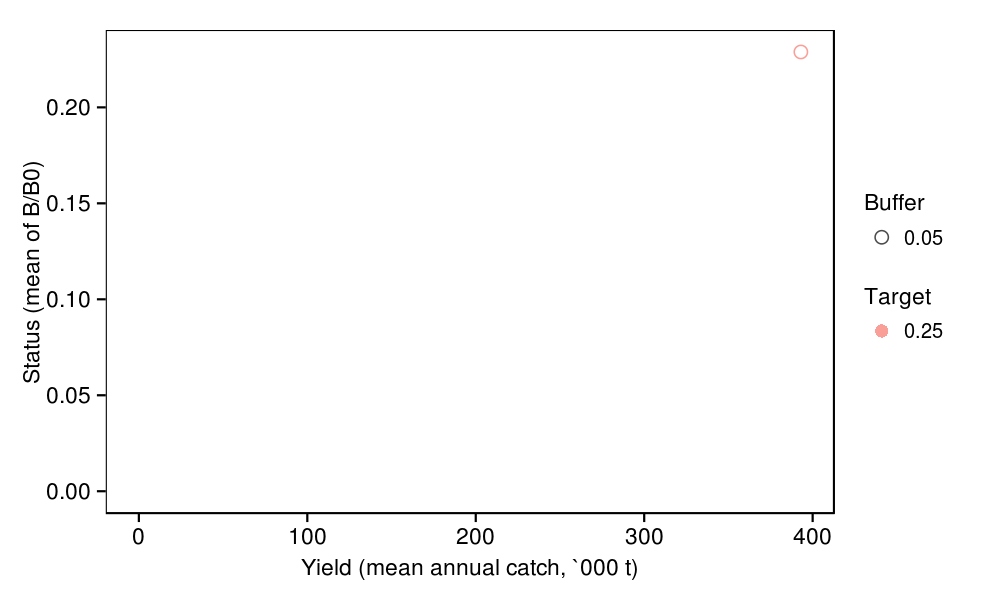 Status (mean of B/B0)
0.20
0.15
0.10
0.05
0.00
0 100 200 300 400
Yield (mean annual catch, `000 t)
Buffer
0.05
Target
0.25